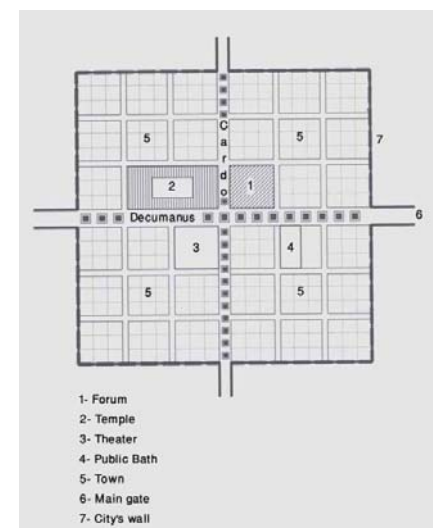 Cardo
5
5
7
2
1
Decumanus
6
3
4
5
5
1- Forum
2- Temple
3- Theater
4- Public Bath
5- Town
6- Main gate
7- City's wall